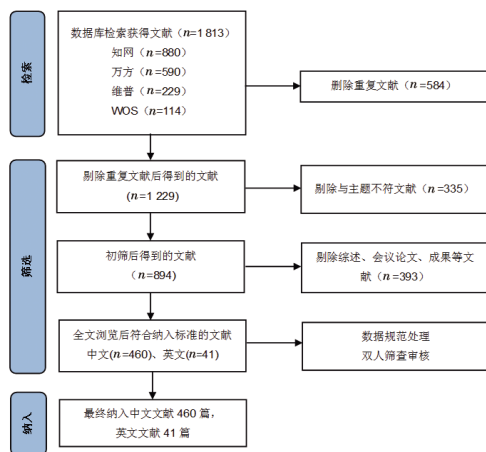 检索
数据库检索获得文献（n=1 813）
知网（n=880）
万方（n=590）
维普（n=229）
WOS（n=114）
删除重复文献（n=584）
筛选
剔除重复文献后得到的文献
(n=1 229)
剔除与主题不符文献（n=335）
初筛后得到的文献
（n=894）
剔除综述、会议论文、成果等文
献（n=393）
全文浏览后符合纳入标准的文献
中文(n=460)、英文(n=41)
数据规范处理
双人筛查审核
纳入
最终纳入中文文献 460 篇，
英文文献 41 篇